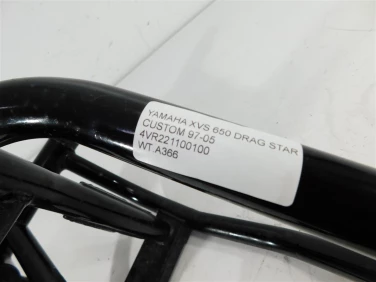 YAMAHA XVS 650 DRAG STAR
CUSTOM 97-05
4VR221100100
WT A366